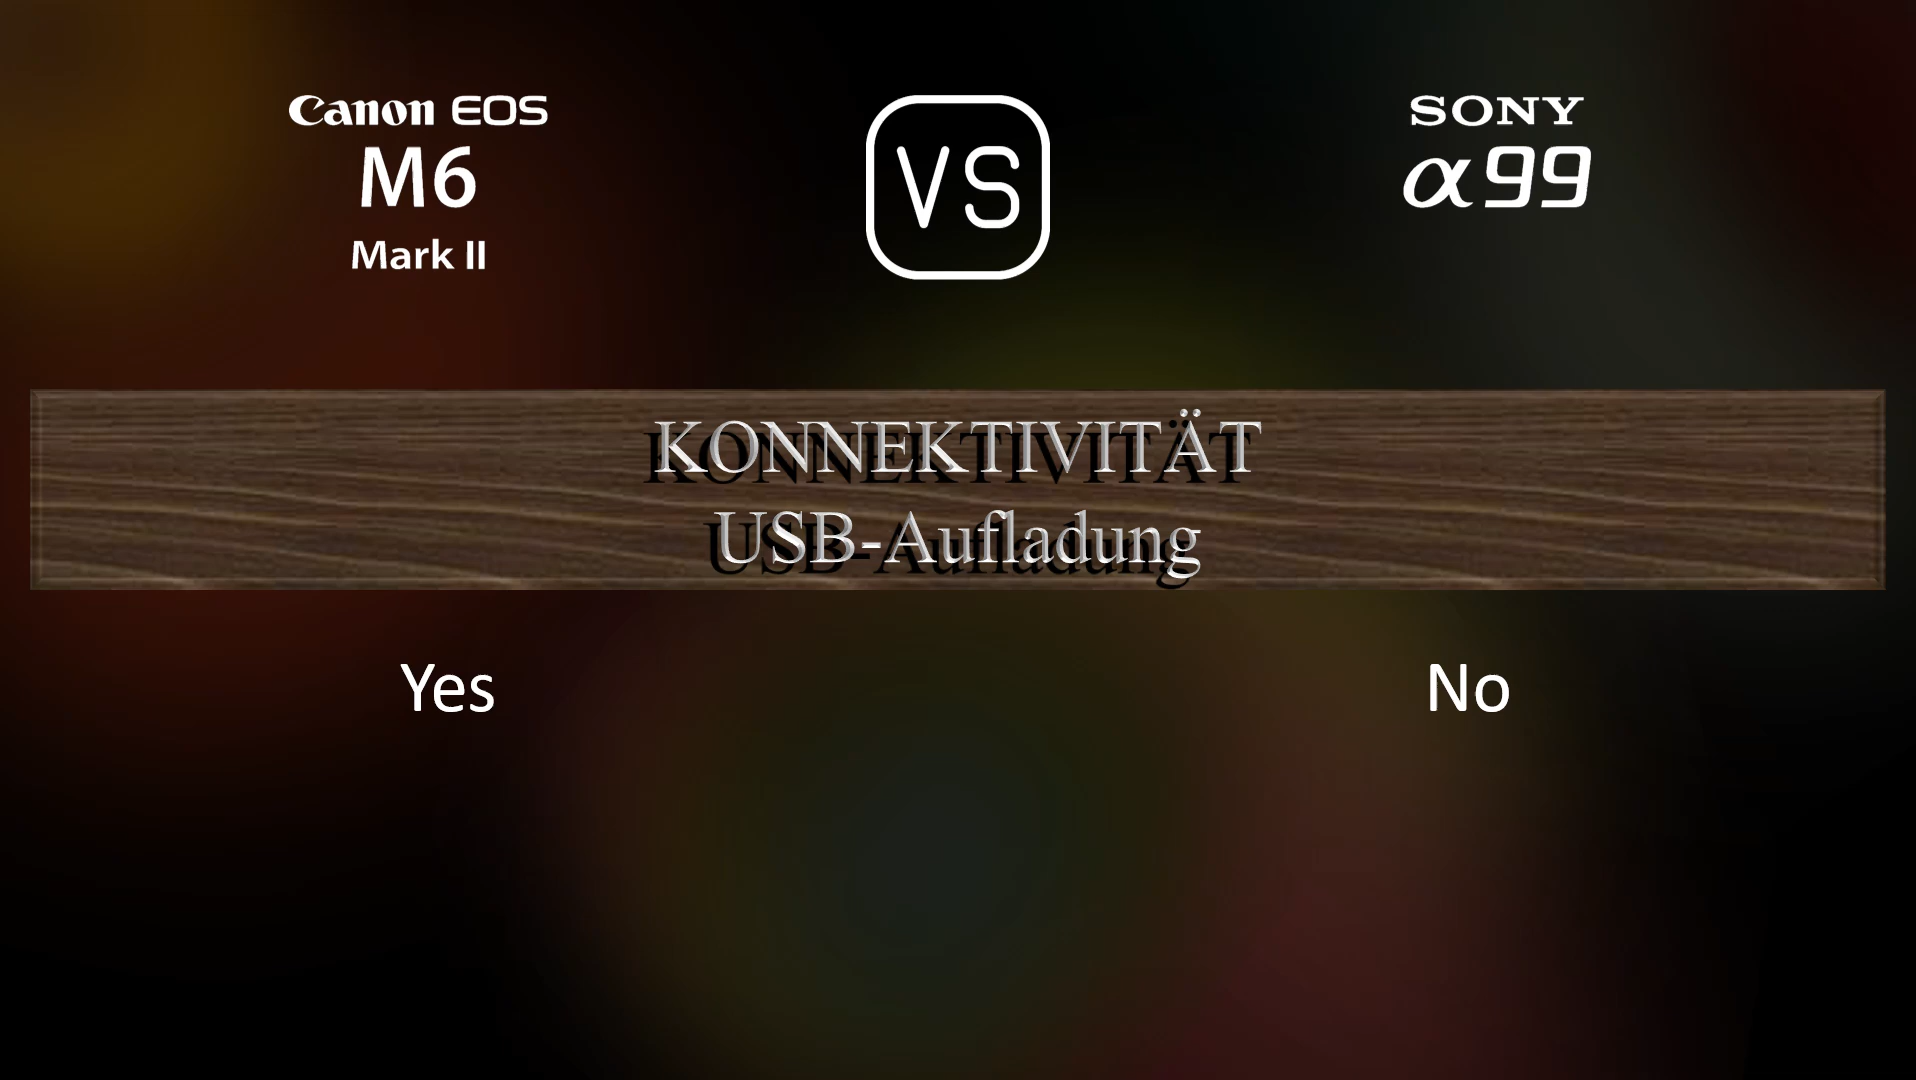 Canon EOS
M6
Mark II
VS
SONY
α99
KONNEKTIVITÄT
USB-Aufladung
Yes
No